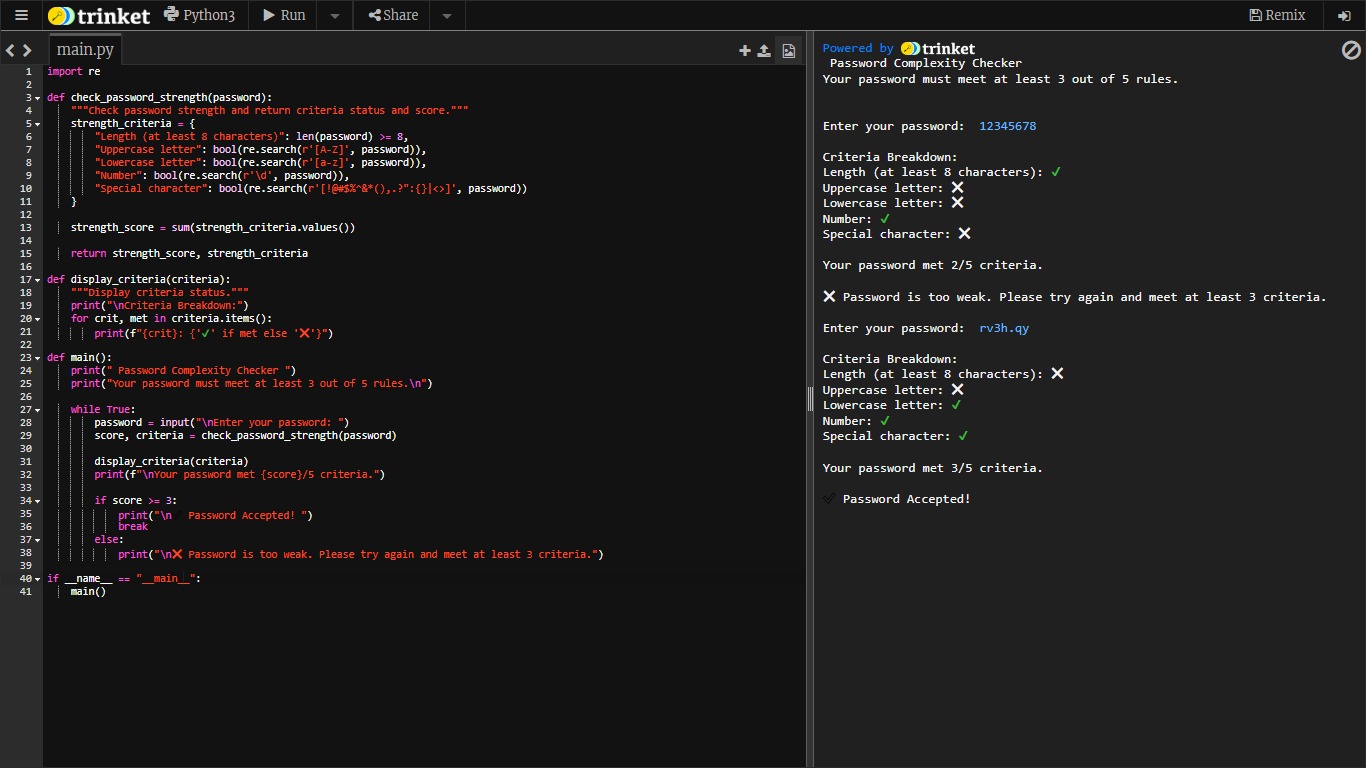 trinket Python3 Run Share Remix
main.py
1 import re
2
3 def check_password_strength(password):
4 """Check password strength and return criteria status and score."""
5 strength_criteria = {
6 "Length (at least 8 characters)": len(password) >= 8,
7 "Uppercase letter": bool(re.search(r'[A-Z]', password)),
8 "Lowercase letter": bool(re.search(r'[a-z]', password)),
9 "Number": bool(re.search(r'\d', password)),
10 "Special character": bool(re.search(r'[!@#$%^&*(),.?":{}|<>]', password))
11 }
12
13 strength_score = sum(strength_criteria.values())
14
15 return strength_score, strength_criteria
16
17 def display_criteria(criteria):
18 """Display criteria status."""
19 print("\nCriteria Breakdown:")
20 for crit, met in criteria.items():
21 print(f"{crit}: {'✓' if met else '❌'}")
22
23 def main():
24 print(" Password Complexity Checker ")
25 print("Your password must meet at least 3 out of 5 rules.\n")
26
27 while True:
28 password = input("\nEnter your password: ")
29 score, criteria = check_password_strength(password)
30
31 display_criteria(criteria)
32 print(f"\nYour password met {score}/5 criteria.")
33
34 if score >= 3:
35 print("\n Password Accepted! ")
36 break
37 else:
38 print("\n❌ Password is too weak. Please try again and meet at least 3 criteria.")
39
40 if __name__ == "__main__":
41 main()
Powered by trinket
Password Complexity Checker
Your password must meet at least 3 out of 5 rules.
Enter your password: 12345678
Criteria Breakdown:
Length (at least 8 characters): ✓
Uppercase letter: ❌
Lowercase letter: ❌
Number: ✓
Special character: ❌
Your password met 2/5 criteria.
❌ Password is too weak. Please try again and meet at least 3 criteria.
Enter your password: rv3h.qy
Criteria Breakdown:
Length (at least 8 characters): ❌
Uppercase letter: ❌
Lowercase letter: ✓
Number: ✓
Special character: ✓
Your password met 3/5 criteria.
✓ Password Accepted!